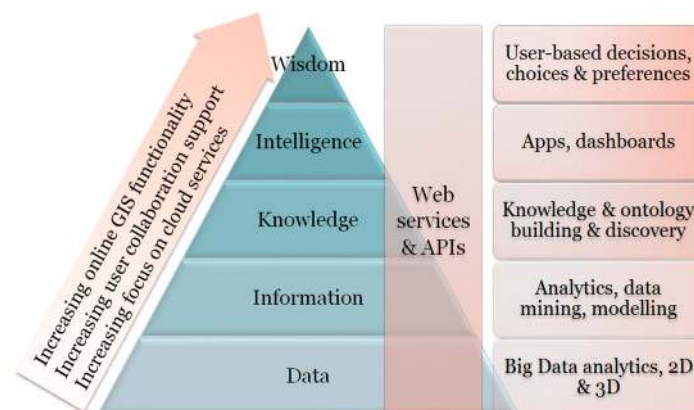 Increasing online GIS functionality
Increasing user collaboration support
Increasing focus on cloud services
Wisdom
Intelligence
Knowledge
Information
Data
Web
services
& APIs
User-based decisions,
choices & preferences
Apps, dashboards
Knowledge & ontology
building & discovery
Analytics, data
mining, modelling
Big Data analytics, 2D
& 3D